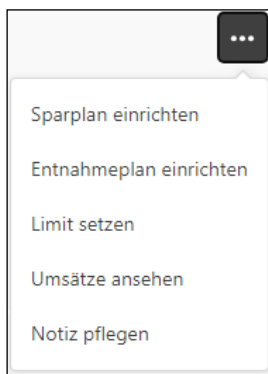 Sparplan einrichten
Entnahmeplan einrichten
Limit setzen
Umsätze ansehen
Notiz pflegen